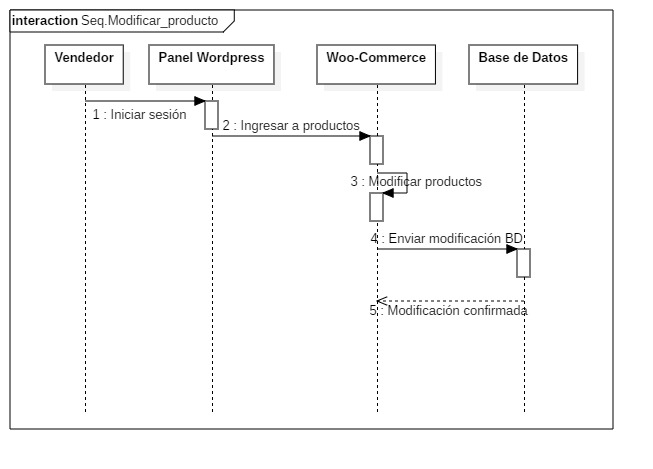 interaction Seq.Modificar_producto
Vendedor
Panel Wordpress
Woo-Commerce
Base de Datos
1 : Iniciar sesión
2 : Ingresar a productos
3 : Modificar productos
4 : Enviar modificación BD
5 : Modificación confirmada